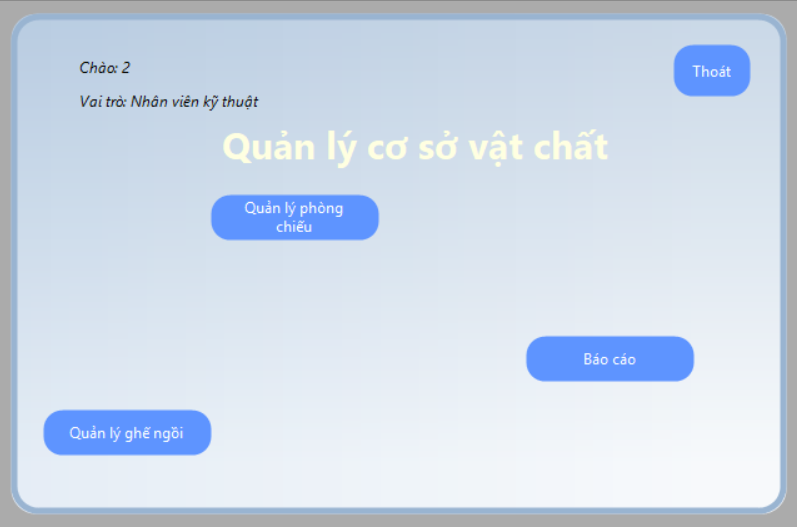 Chào: 2
Thoát
Vai trò: Nhân viên kỹ thuật
Quản lý cơ sở vật chất
Quản lý phòng
chiếu
Báo cáo
Quản lý ghế ngồi